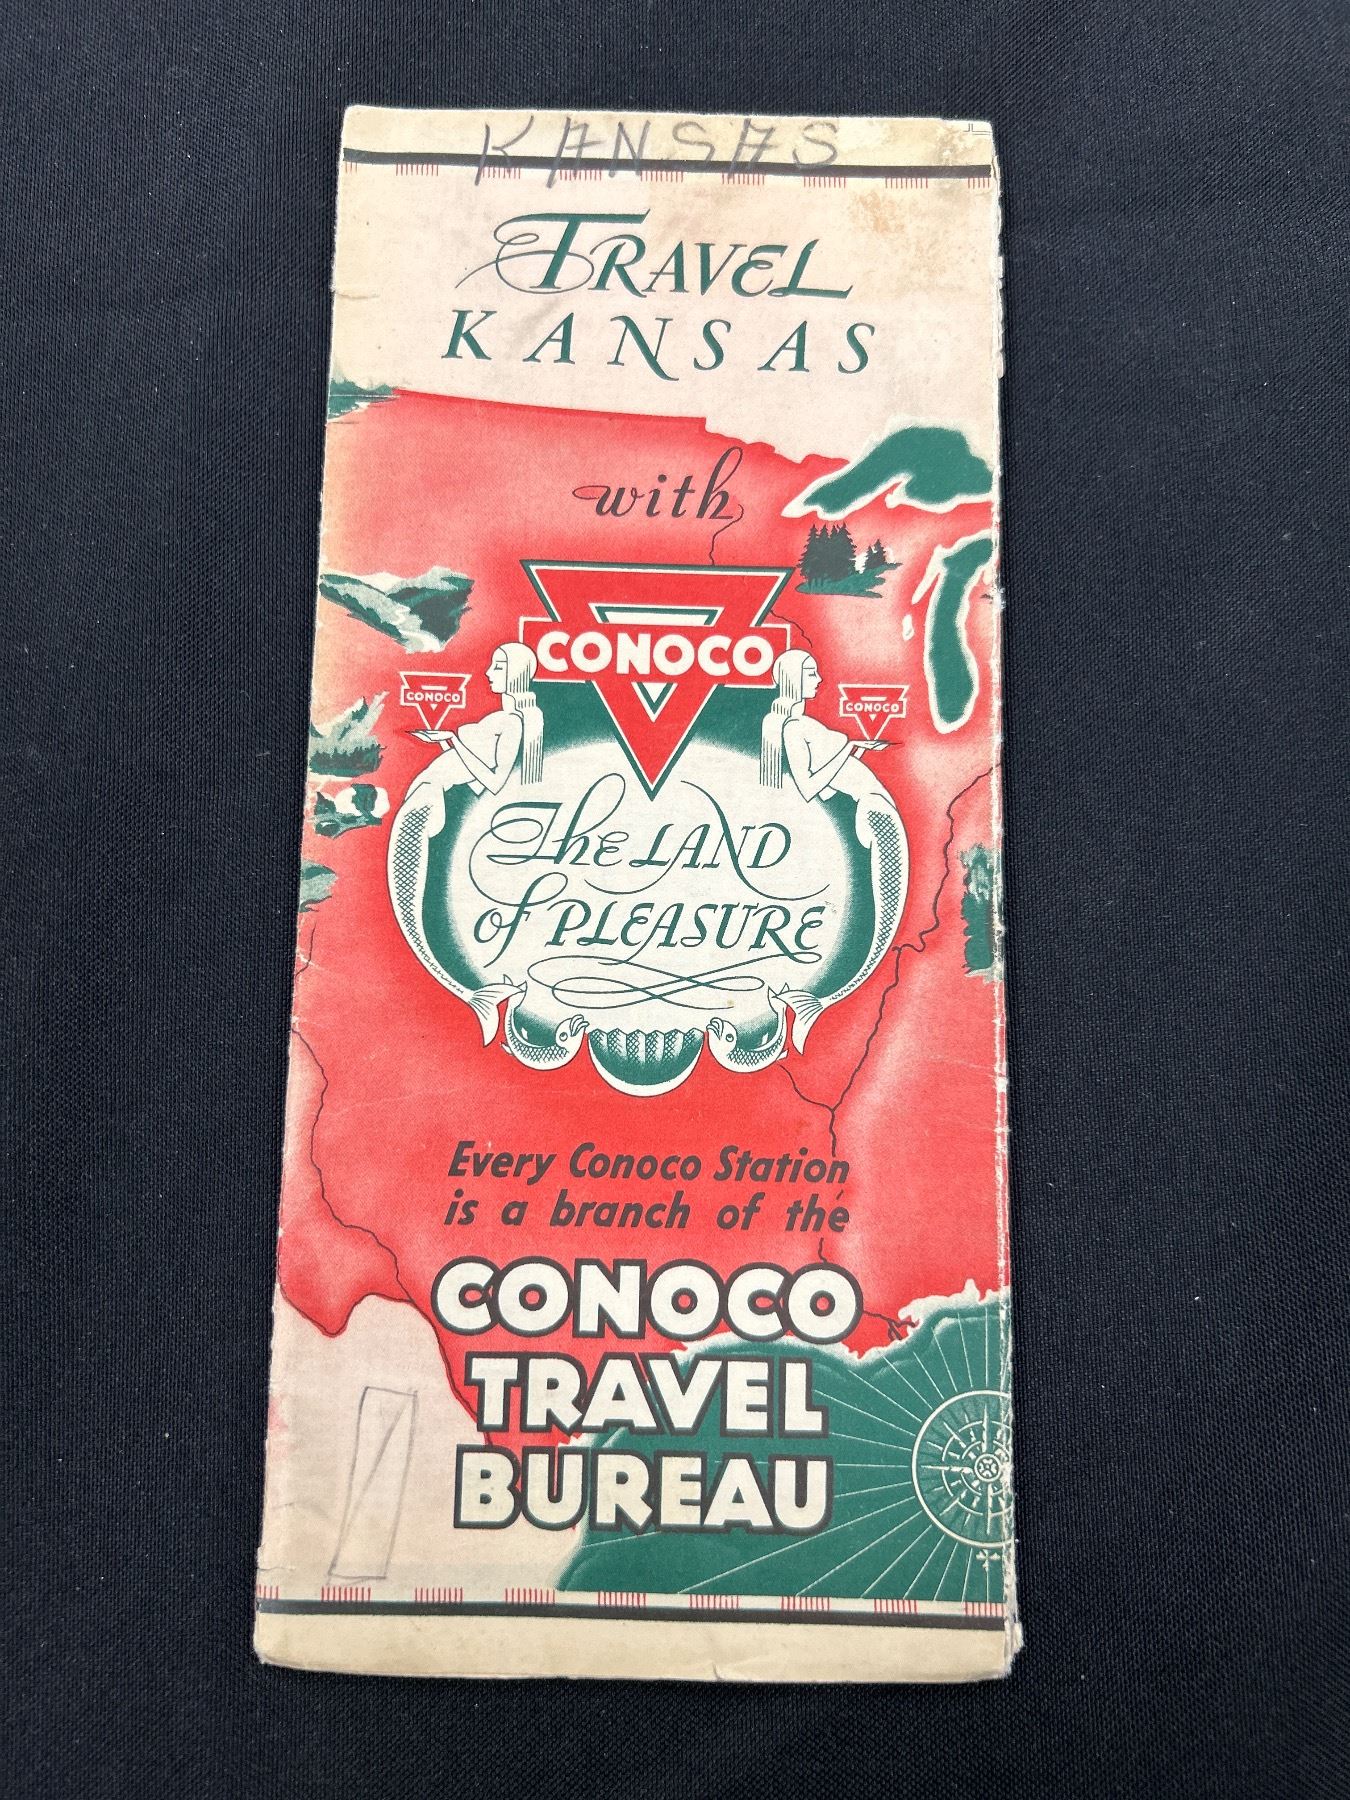 KANSAS
TRAVEL
KANSAS
with
CONOCO
CONOCO
CONOCO
The LAND
of PLEASURE
Every Conoco Station
is a branch of the
CONOCO
TRAVEL
BUREAU